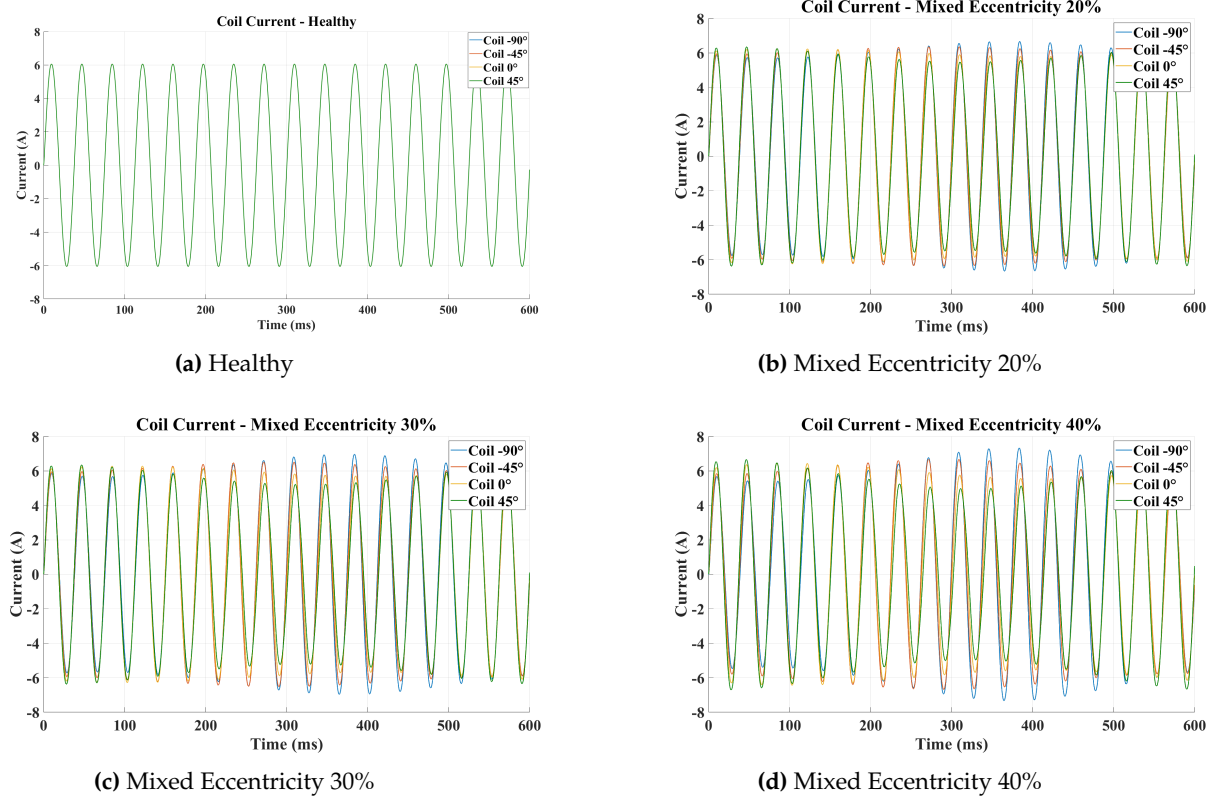 Coil Current - Healthy
Coil -90°
Coil -45°
Coil 0°
Coil 45°
8
6
4
2
0
-2
-4
-6
-8
Current (A)
0 100 200 300 400 500 600
Time (ms)
(a) Healthy
Coil Current - Mixed Eccentricity 20%
Coil -90°
Coil -45°
Coil 0°
Coil 45°
8
6
4
2
0
-2
-4
-6
-8
Current (A)
0 100 200 300 400 500 600
Time (ms)
(b) Mixed Eccentricity 20%
Coil Current - Mixed Eccentricity 30%
Coil -90°
Coil -45°
Coil 0°
Coil 45°
8
6
4
2
0
-2
-4
-6
-8
Current (A)
0 100 200 300 400 500 600
Time (ms)
(c) Mixed Eccentricity 30%
Coil Current - Mixed Eccentricity 40%
Coil -90°
Coil -45°
Coil 0°
Coil 45°
8
6
4
2
0
-2
-4
-6
-8
Current (A)
0 100 200 300 400 500 600
Time (ms)
(d) Mixed Eccentricity 40%